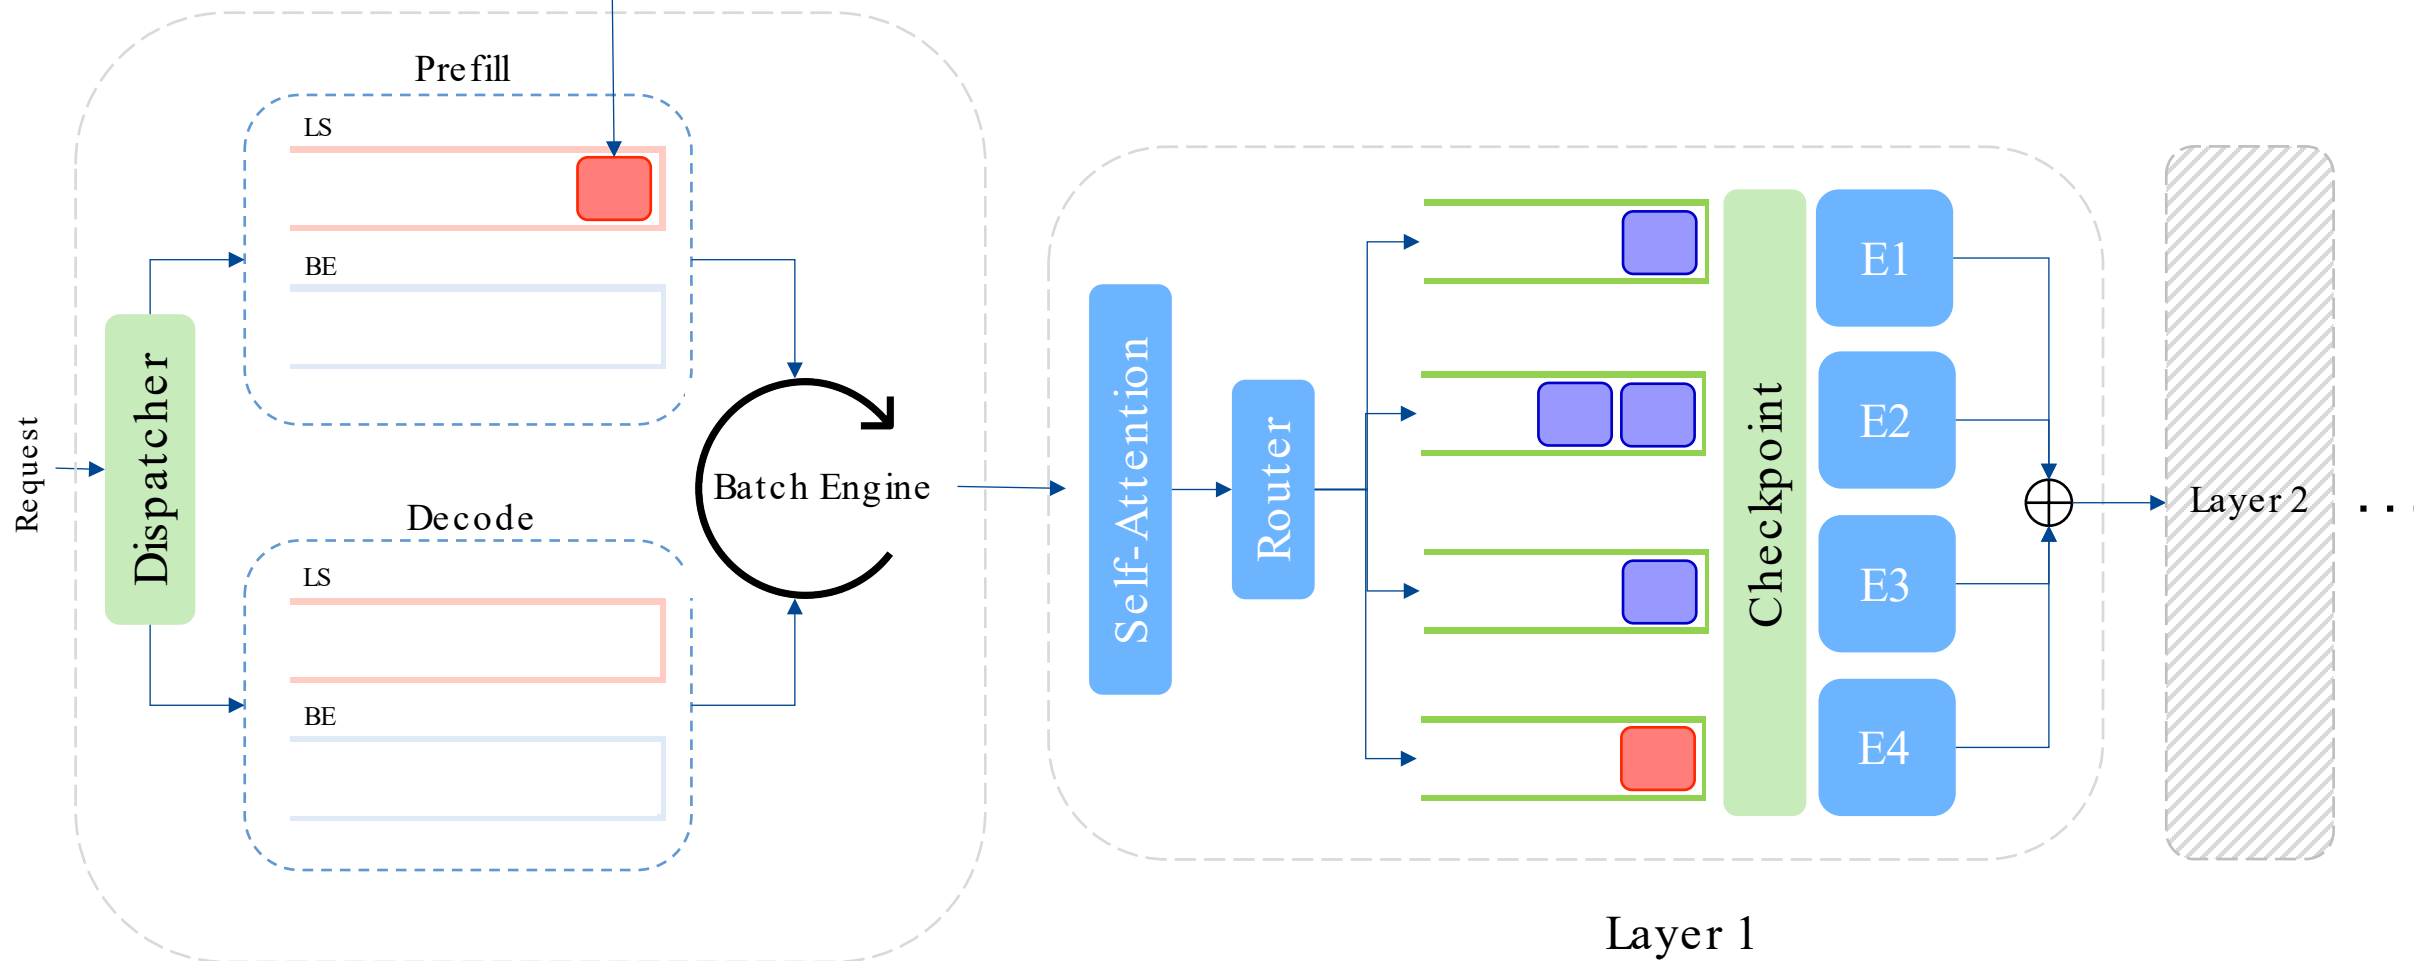 Request
Dispatcher
Prefill
LS
BE
Decode
LS
BE
Batch Engine
Self-Attention
Router
Checkpoint
E1
E2
E3
E4
Layer 1
Layer 2
...